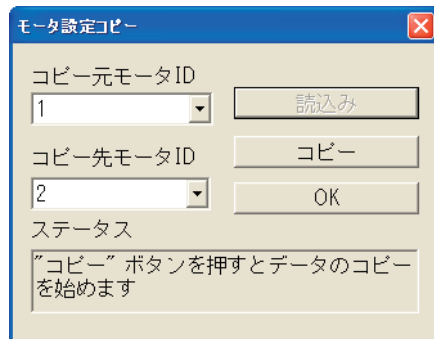 モータ設定コピー
コピー元モータID
1
読込み
コピー
コピー先モータID
2
OK
ステータス
"コピー" ボタンを押すとデータのコピー
を始めます